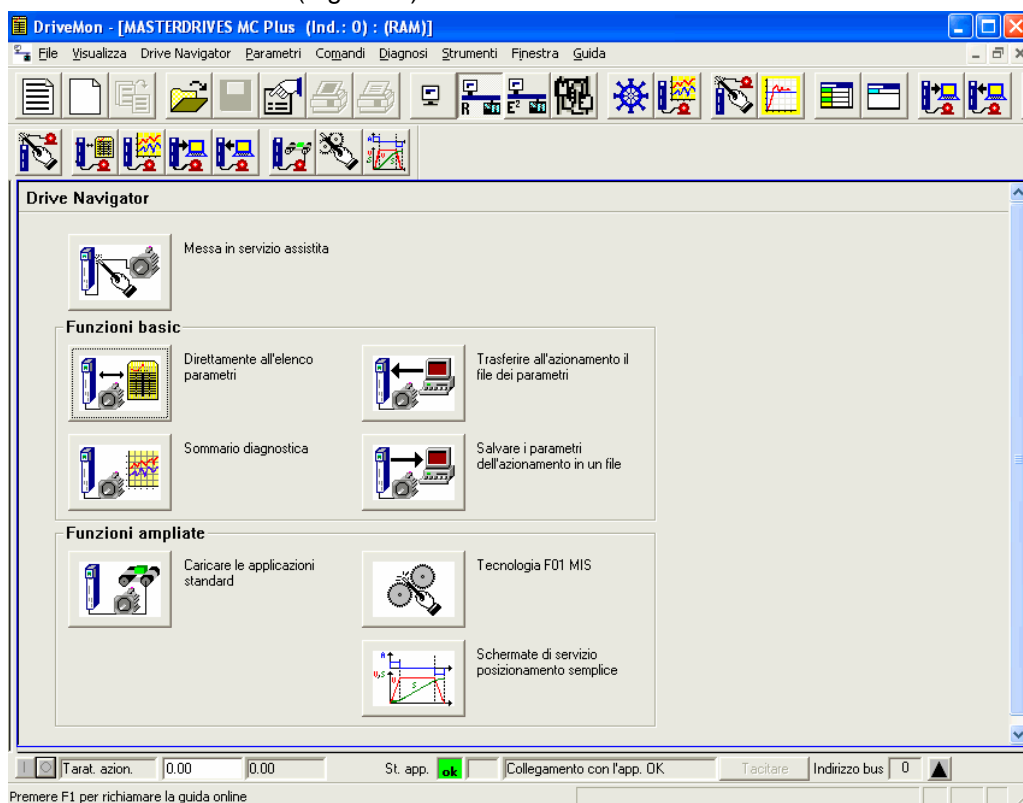 DriveMon - [MASTERDRIVES MC Plus (Ind.: 0) : (RAM)]
File Visualizza Drive Navigator Parametri Comandi Diagnosi Strumenti Finestra Guida
R E²
Drive Navigator
Messa in servizio assistita
Funzioni basic
Direttamente all'elenco
parametri
Trasferire all'azionamento il
file dei parametri
Sommario diagnostica
Salvare i parametri
dell'azionamento in un file
Funzioni ampliate
Caricare le applicazioni
standard
Tecnologia F01 MIS
Schermate di servizio
posizionamento semplice
Tarat. azion. 0.00 0.00 St. app. ok Collegamento con l'app. OK Tacitare Indirizzo bus 0
Premere F1 per richiamare la guida online